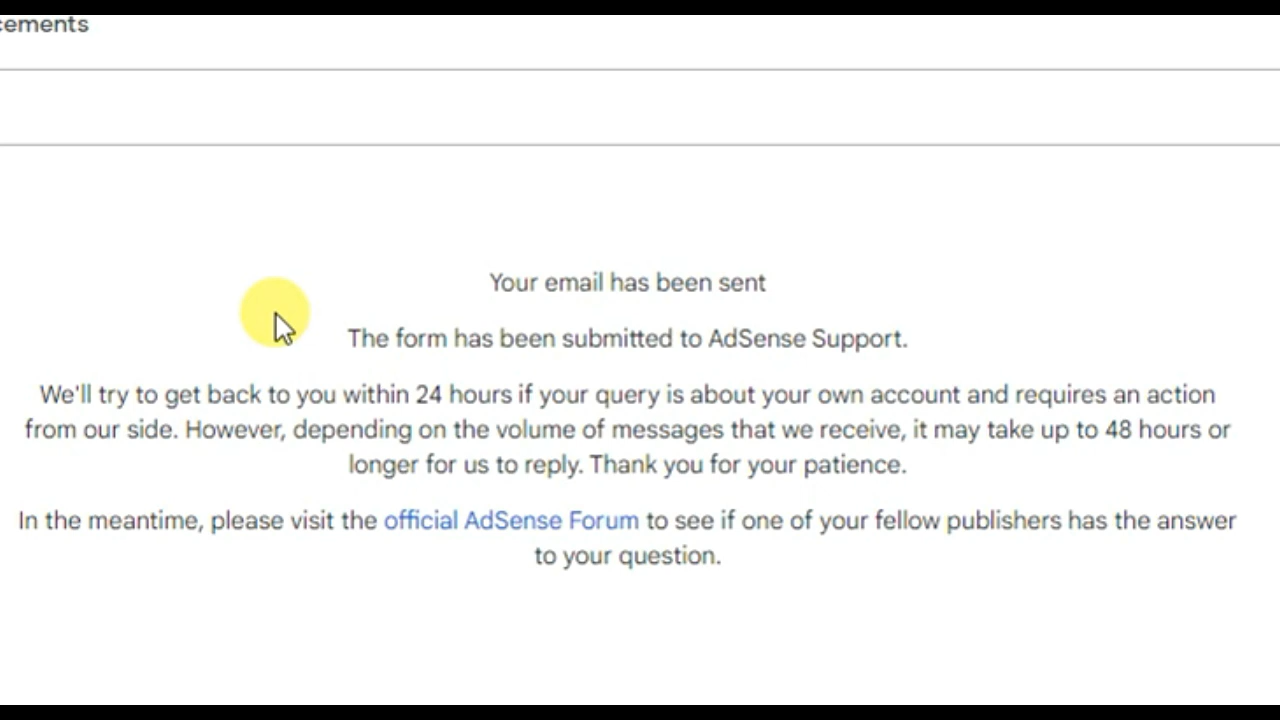 cements
Your email has been sent
The form has been submitted to AdSense Support.
We'll try to get back to you within 24 hours if your query is about your own account and requires an action
from our side. However, depending on the volume of messages that we receive, it may take up to 48 hours or
longer for us to reply. Thank you for your patience.
In the meantime, please visit the official AdSense Forum to see if one of your fellow publishers has the answer
to your question.